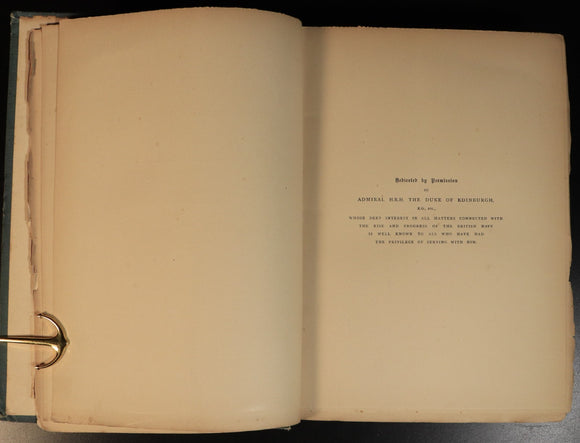 Dedicated by Permission
TO
ADMIRAL H.R.H. THE DUKE OF EDINBURGH,
K.G., ETC.,
WHOSE DEEP INTEREST IN ALL MATTERS CONNECTED WITH
THE RISE AND PROGRESS OF THE BRITISH NAVY
IS WELL KNOWN TO ALL WHO HAVE HAD
THE PRIVILEGE OF SERVING WITH HIM.